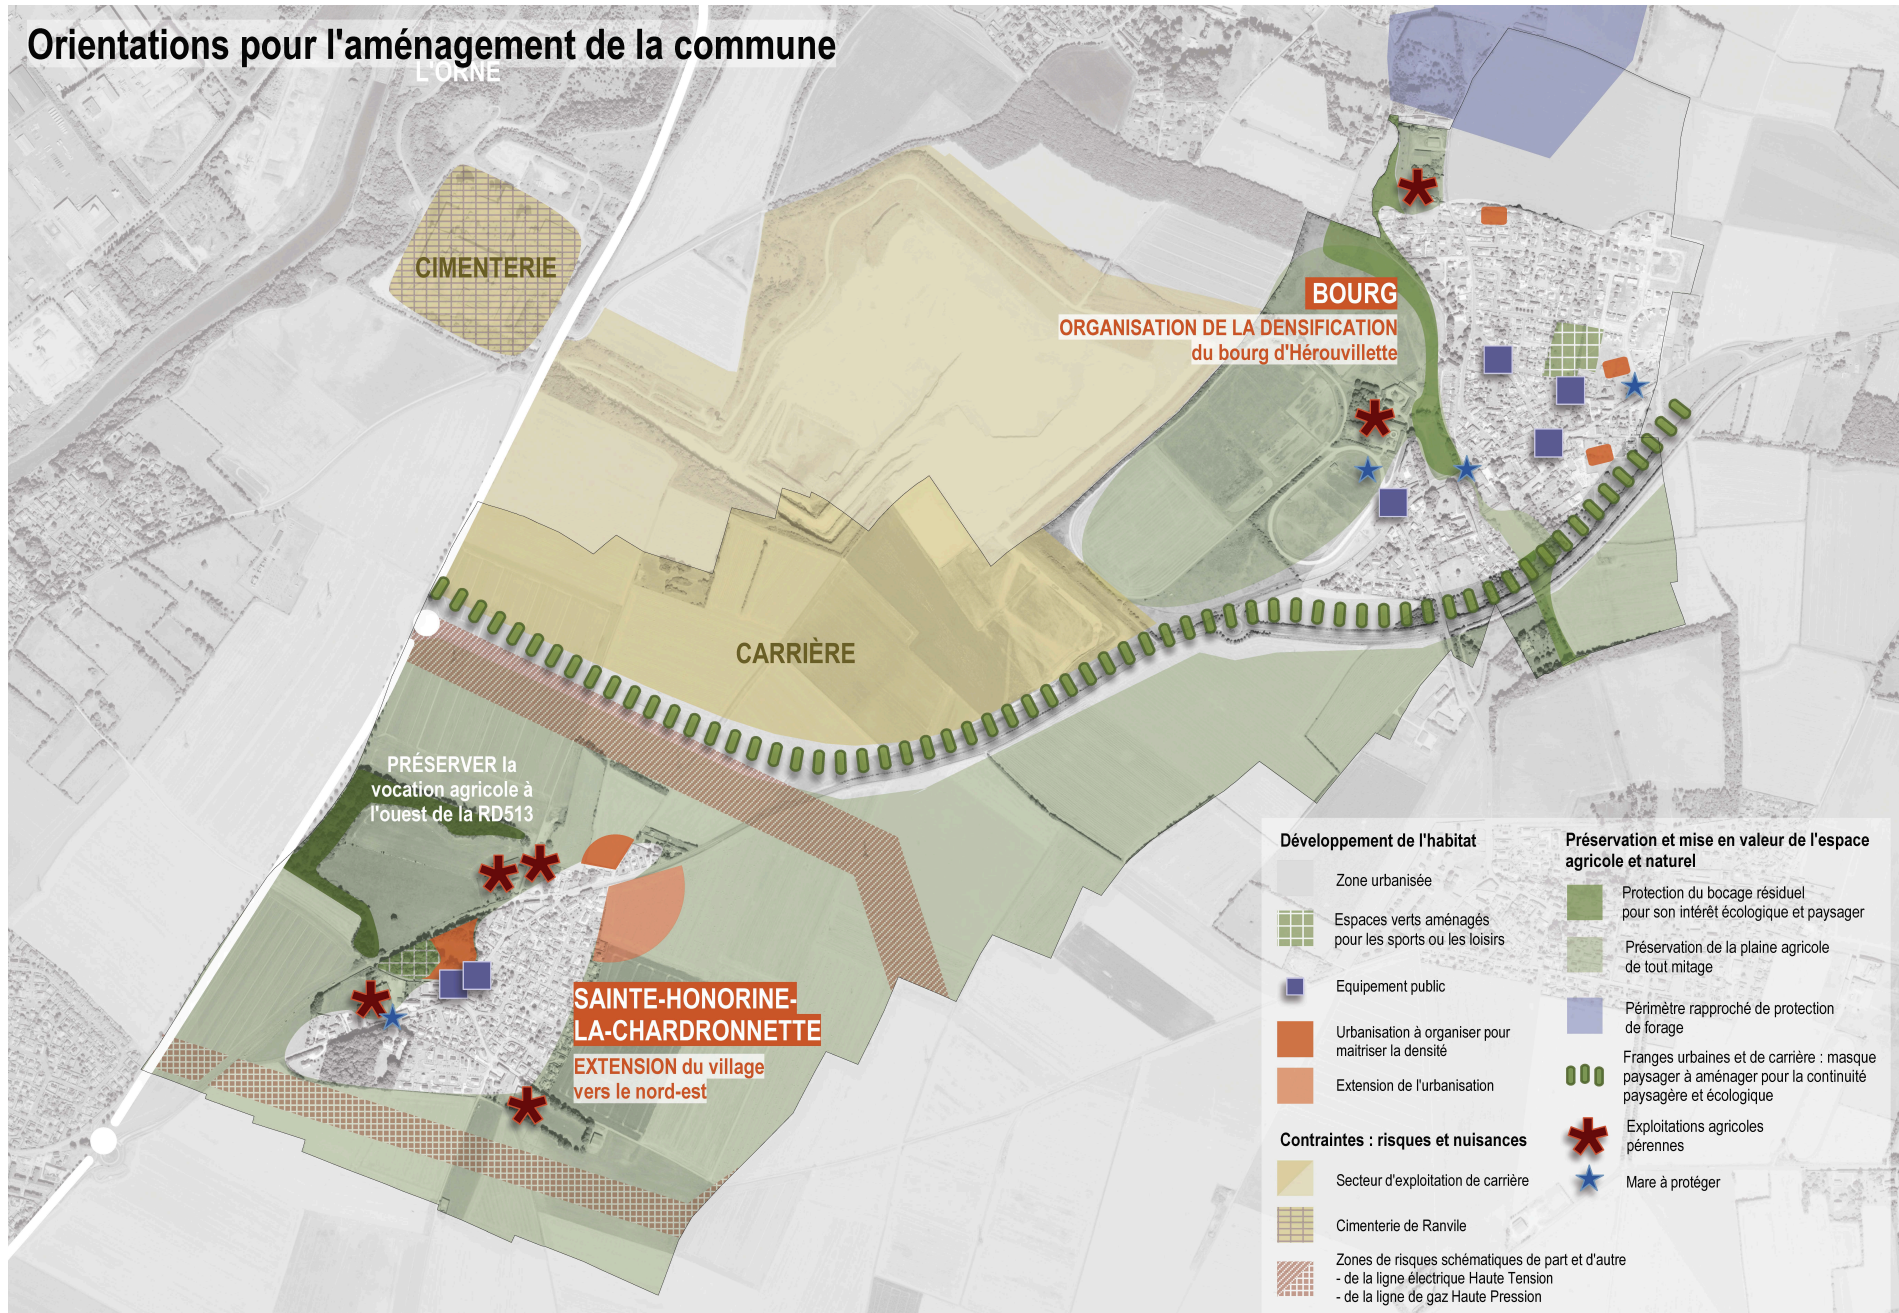 Orientations pour l'aménagement de la commune
L'ORNE
CIMENTERIE
BOURG
ORGANISATION DE LA DENSIFICATION
du bourg d'Hérouvillette
CARRIÈRE
PRÉSERVER la
vocation agricole à
l'ouest de la RD513
SAINTE-HONORINE-
LA-CHARDRONNETTE
EXTENSION du village
vers le nord-est
Développement de l'habitat
Zone urbanisée
Espaces verts aménagés
pour les sports ou les loisirs
Equipement public
Urbanisation à organiser pour
maitriser la densité
Extension de l'urbanisation
Contraintes : risques et nuisances
Secteur d'exploitation de carrière
Cimenterie de Ranvile
Zones de risques schématiques de part et d'autre
- de la ligne électrique Haute Tension
- de la ligne de gaz Haute Pression
Préservation et mise en valeur de l'espace
agricole et naturel
Protection du bocage résiduel
pour son intérêt écologique et paysager
Préservation de la plaine agricole
de tout mitage
Périmètre rapproché de protection
de forage
Franges urbaines et de carrière : masque
paysager à aménager pour la continuité
paysagère et écologique
Exploitations agricoles
pérennes
Mare à protéger